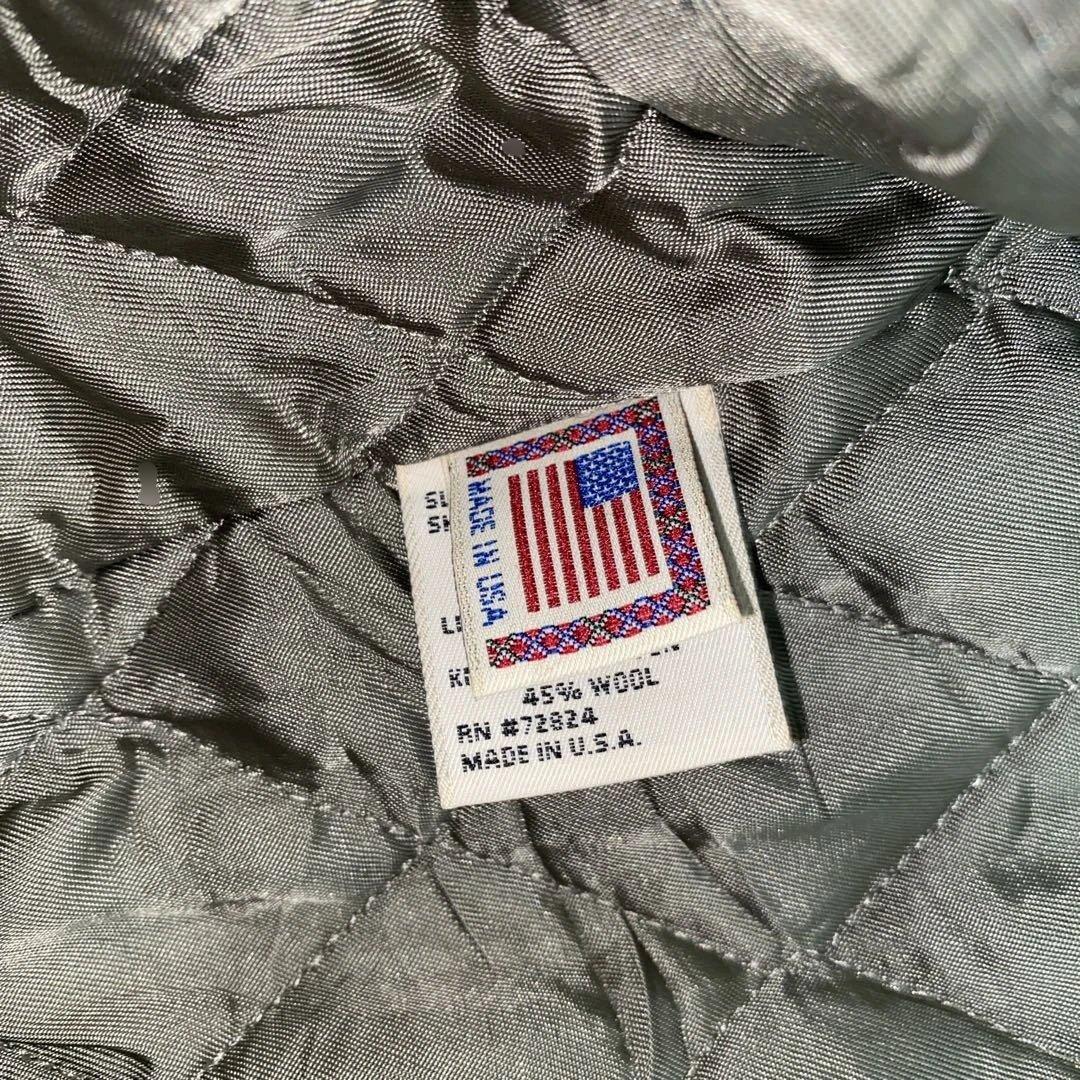 MADE IN USA
45% WOOL
RN #72824
MADE IN U.S.A.